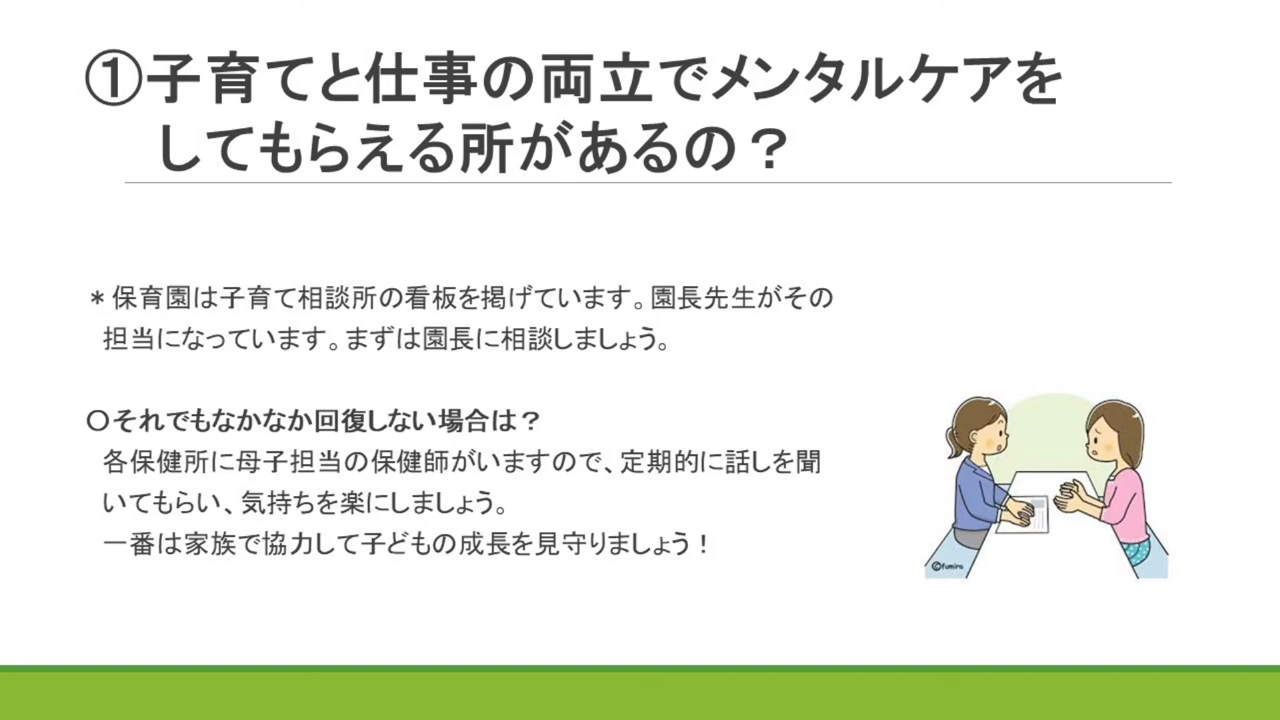 ①子育てと仕事の両立でメンタルケアを
してもらえる所があるの？
＊保育園は子育て相談所の看板を掲げています。園長先生がその
担当になっています。まずは園長に相談しましょう。
〇それでもなかなか回復しない場合は？
各保健所に母子担当の保健師がいますので、定期的に話しを聞
いてもらい、気持ちを楽にしましょう。
一番は家族で協力して子どもの成長を見守りましょう！
©fumira